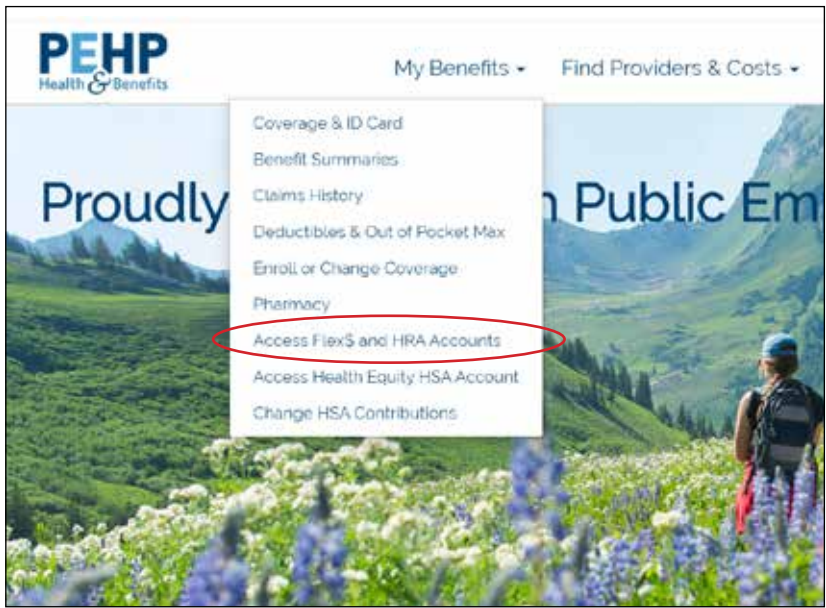 PEHP
Health & Benefits
My Benefits
Find Providers & Costs
Coverage & ID Card
Benefit Summaries
Claims History
Deductibles & Out of Pocket Max
Enroll or Change Coverage
Pharmacy
Access Flex$ and HRA Accounts
Access Health Equity HSA Account
Change HSA Contributions
Proudly n Public Em